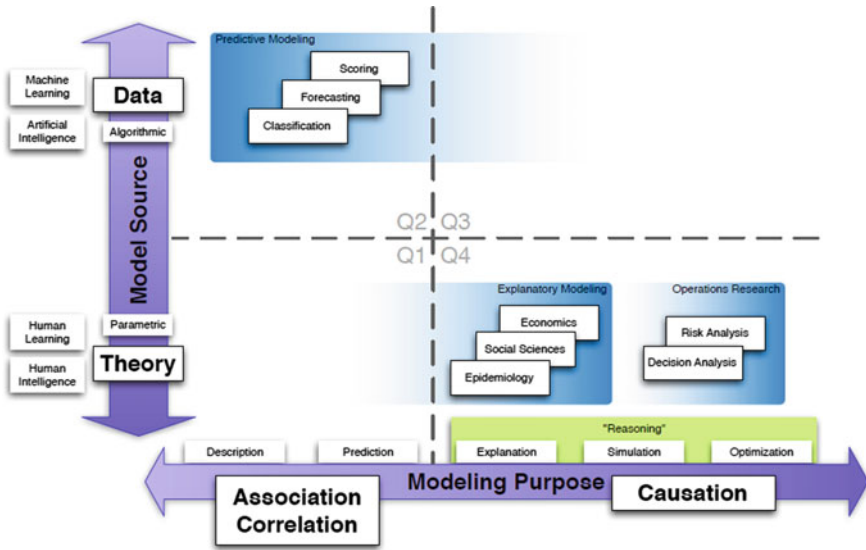 Predictive Modeling
Scoring
Forecasting
Classification
Machine
Learning
Data
Artificial
Intelligence
Algorithmic
Model Source
Q2 Q3
Q1 Q4
Explanatory Modeling
Operations Research
Economics
Social Sciences
Epidemiology
Risk Analysis
Decision Analysis
Human
Learning
Parametric
Theory
Human
Intelligence
"Reasoning"
Description
Prediction
Explanation
Simulation
Optimization
Modeling Purpose
Association
Correlation
Causation